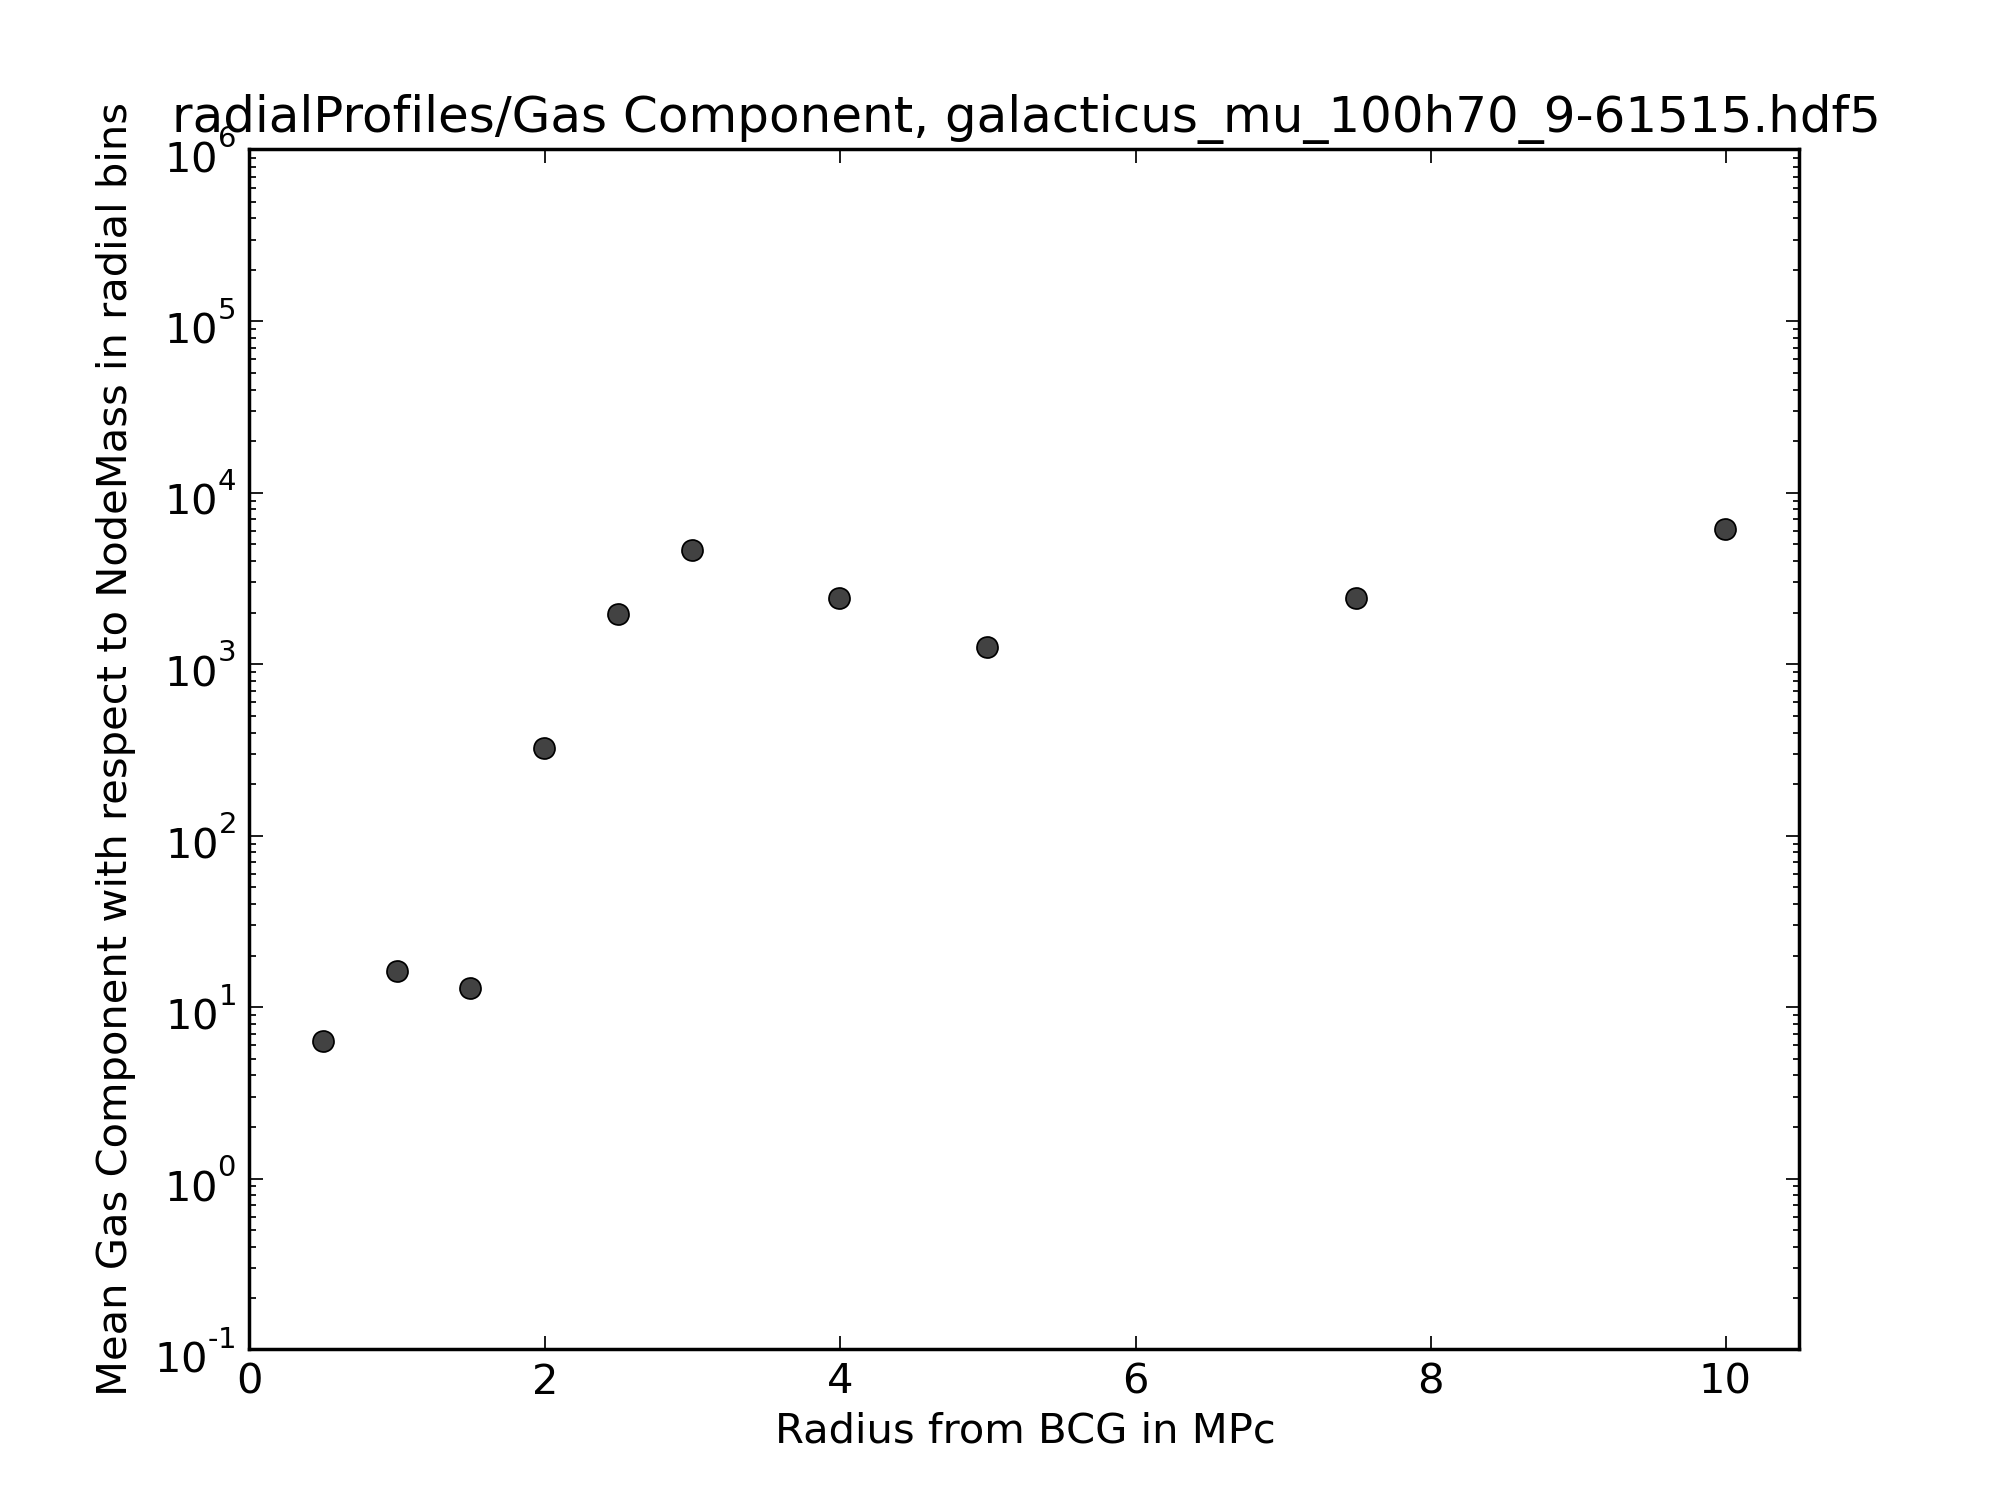 radialProfiles/Gas Component, galacticus_mu_100h70_9-61515.hdf5
Mean Gas Component with respect to NodeMass in radial bins
10^6
10^5
10^4
10^3
10^2
10^1
10^0
10^-1
0 2 4 6 8 10
Radius from BCG in MPc